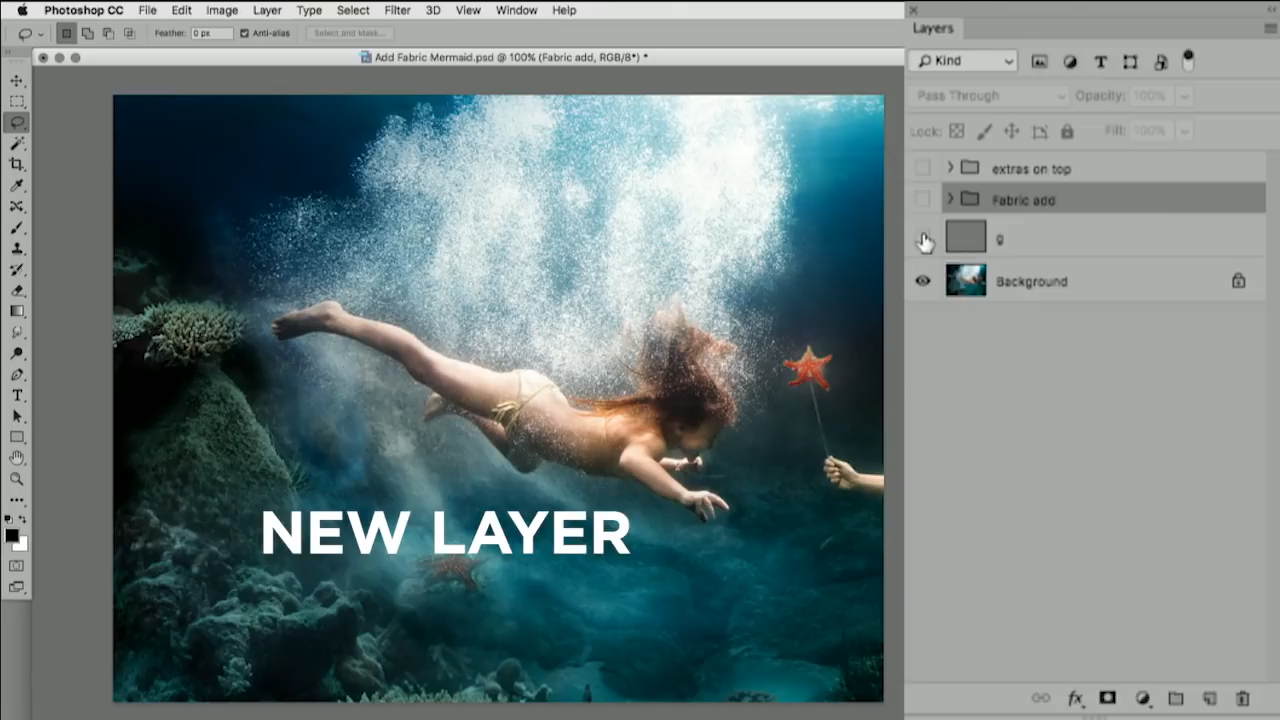 Photoshop CC File Edit Image Layer Type Select Filter 3D View Window Help
Feather: 0 px Anti-alias Select and Mask...
Add Fabric Mermaid.psd @ 100% (Fabric add, RGB/8*) *
Layers
Kind
Pass Through Opacity: 100%
Lock: Fill: 100%
extras on top
Fabric add
g
Background
NEW LAYER